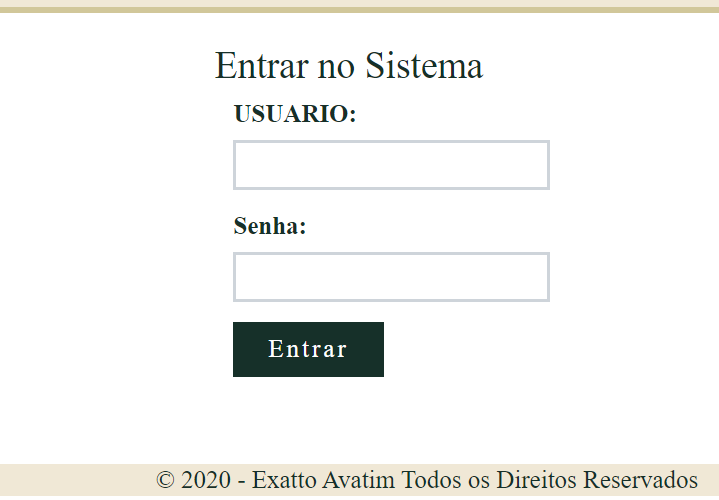 Entrar no Sistema
USUARIO:
Senha:
Entrar
© 2020 - Exatto Avatim Todos os Direitos Reservados